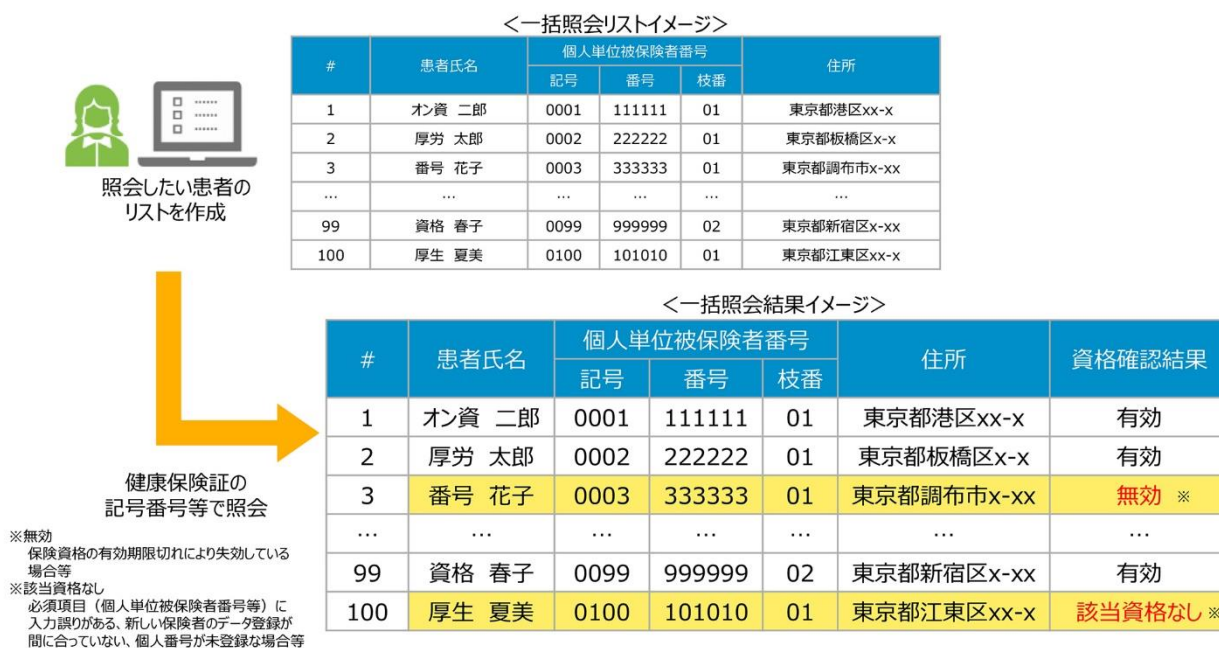 ＜一括照会リストイメージ＞
# 患者氏名 個人単位被保険者番号 住所
記号 番号 枝番
1 オン資 二郎 0001 111111 01 東京都港区xx-x
2 厚労 太郎 0002 222222 01 東京都板橋区x-x
3 番号 花子 0003 333333 01 東京都調布市x-xx
… … … … … …
99 資格 春子 0099 999999 02 東京都新宿区x-xx
100 厚生 夏美 0100 101010 01 東京都江東区xx-x
照会したい患者の
リストを作成
＜一括照会結果イメージ＞
# 患者氏名 個人単位被保険者番号 住所 資格確認結果
記号 番号 枝番
1 オン資 二郎 0001 111111 01 東京都港区xx-x 有効
2 厚労 太郎 0002 222222 01 東京都板橋区x-x 有効
3 番号 花子 0003 333333 01 東京都調布市x-xx 無効 ※
… … … … … … …
99 資格 春子 0099 999999 02 東京都新宿区x-xx 有効
100 厚生 夏美 0100 101010 01 東京都江東区xx-x 該当資格なし ※
健康保険証の
記号番号等で照会
※無効
保険資格の有効期限切れにより失効している
場合等
※該当資格なし
必須項目（個人単位被保険者番号等）に
入力誤りがある、新しい保険者のデータ登録が
間に合っていない、個人番号が未登録な場合等